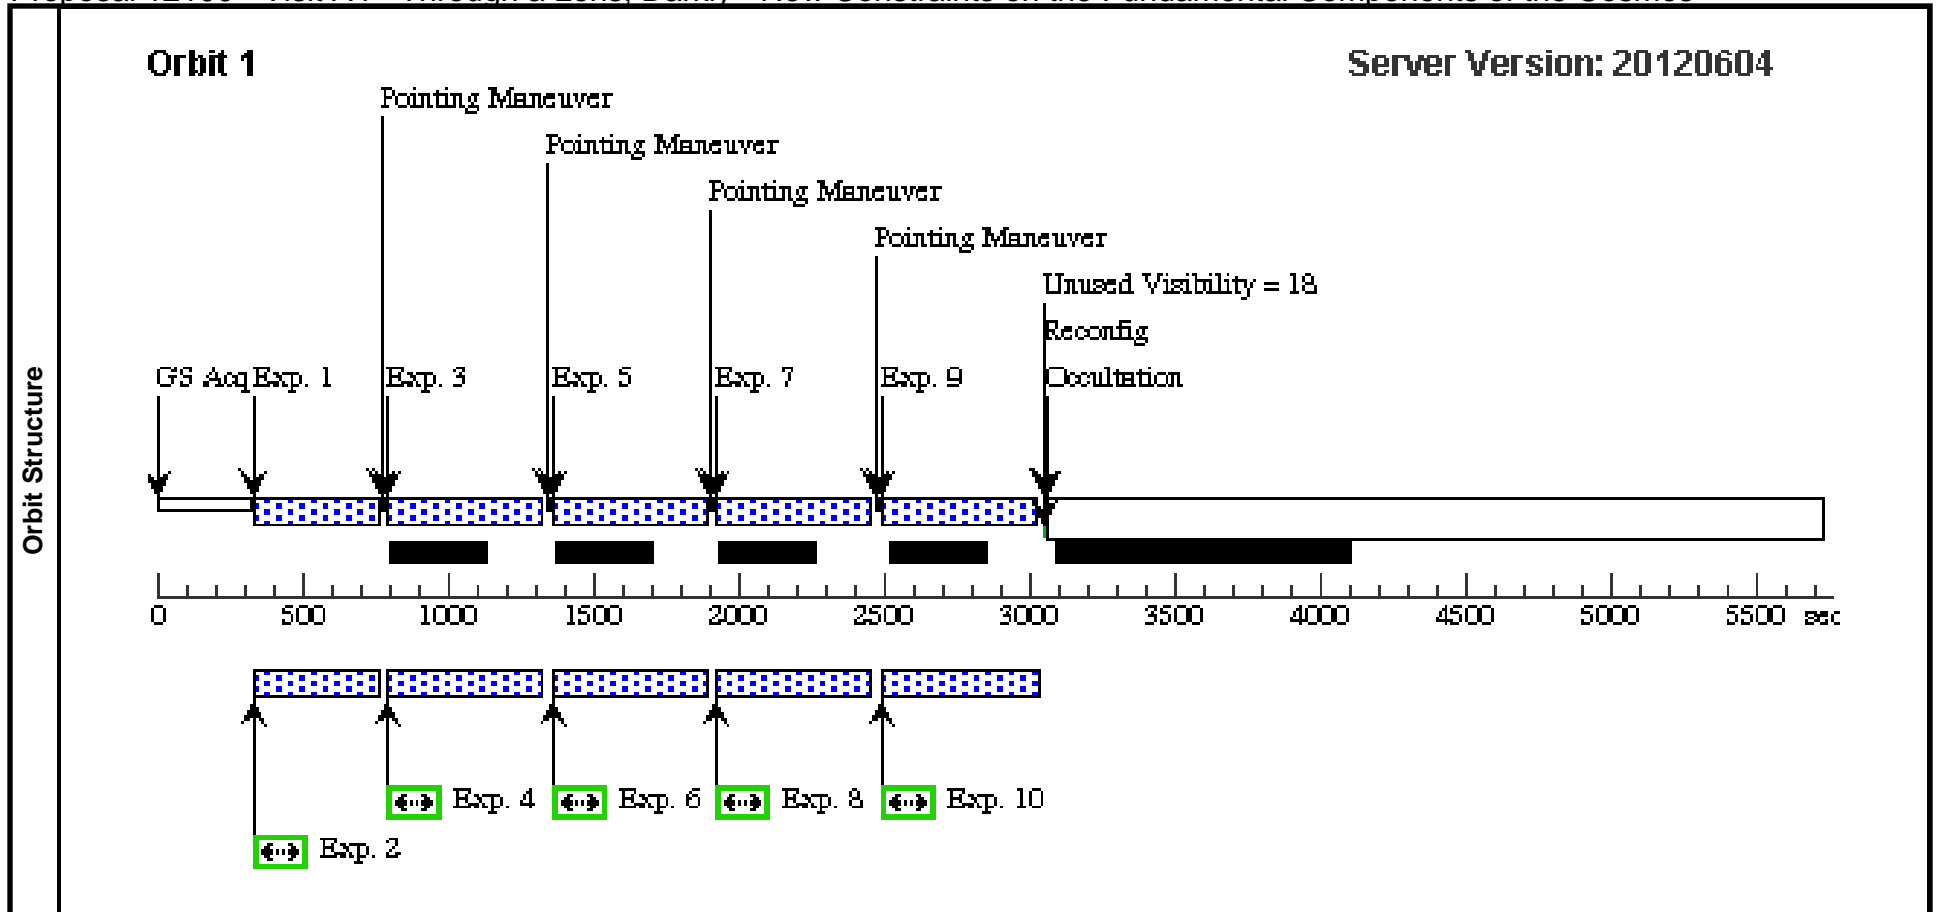 Orbit 1
Server Version: 20120604
Pointing Maneuver
Pointing Maneuver
Pointing Maneuver
Pointing Maneuver
Unused Visibility = 18
Reconfig
GS Acq Exp. 1 Exp. 3 Exp. 5 Exp. 7 Exp. 9 Occultation
Orbit Structure
0 500 1000 1500 2000 2500 3000 3500 4000 4500 5000 5500 sec
Exp. 4 Exp. 6 Exp. 8 Exp. 10
Exp. 2